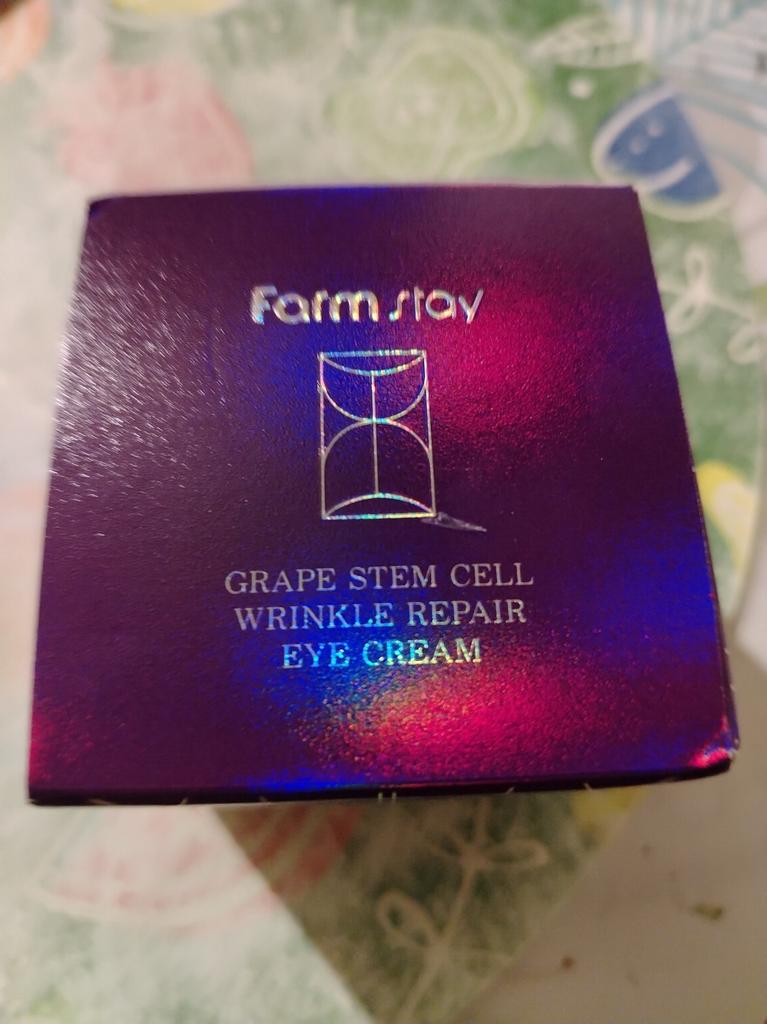 Farm stay
GRAPE STEM CELL
WRINKLE REPAIR
EYE CREAM